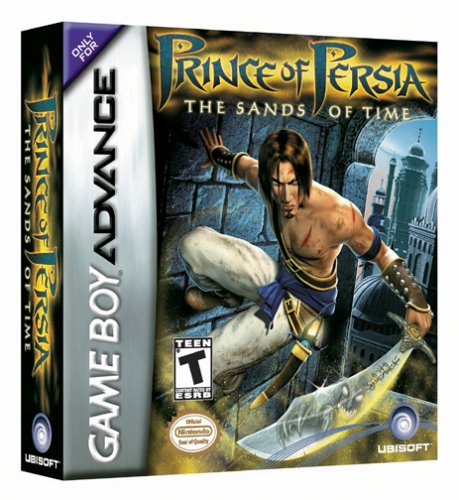 ONLY
FOR
GAME BOY ADVANCE
PRINCE OF PERSIA
THE SANDS OF TIME
UBISOFT
PRINCE OF PERSIA
THE SANDS OF TIME
TEEN
T
CONTENT RATED BY
ESRB
Official
Nintendo
Seal of Quality
UBISOFT